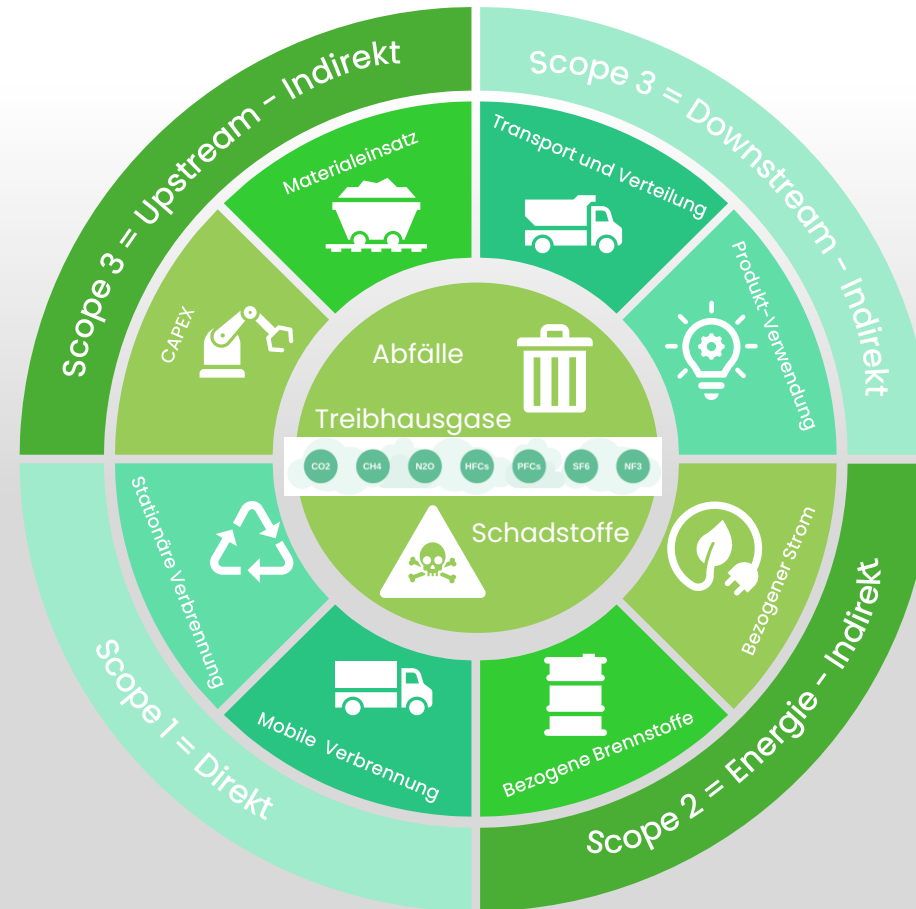 Scope 3 = Upstream - Indirekt
Scope 3 = Downstream - Indirekt
Materialeinsatz
Transport und Verteilung
CAPEX
Produkt-Verwendung
Abfälle
Treibhausgase
CO2 CH4 N2O HFCs PFCs SF6 NF3
Schadstoffe
Stationäre Verbrennung
Bezogener Strom
Mobile Verbrennung
Bezogene Brennstoffe
Scope 1 = Direkt
Scope 2 = Energie - Indirekt